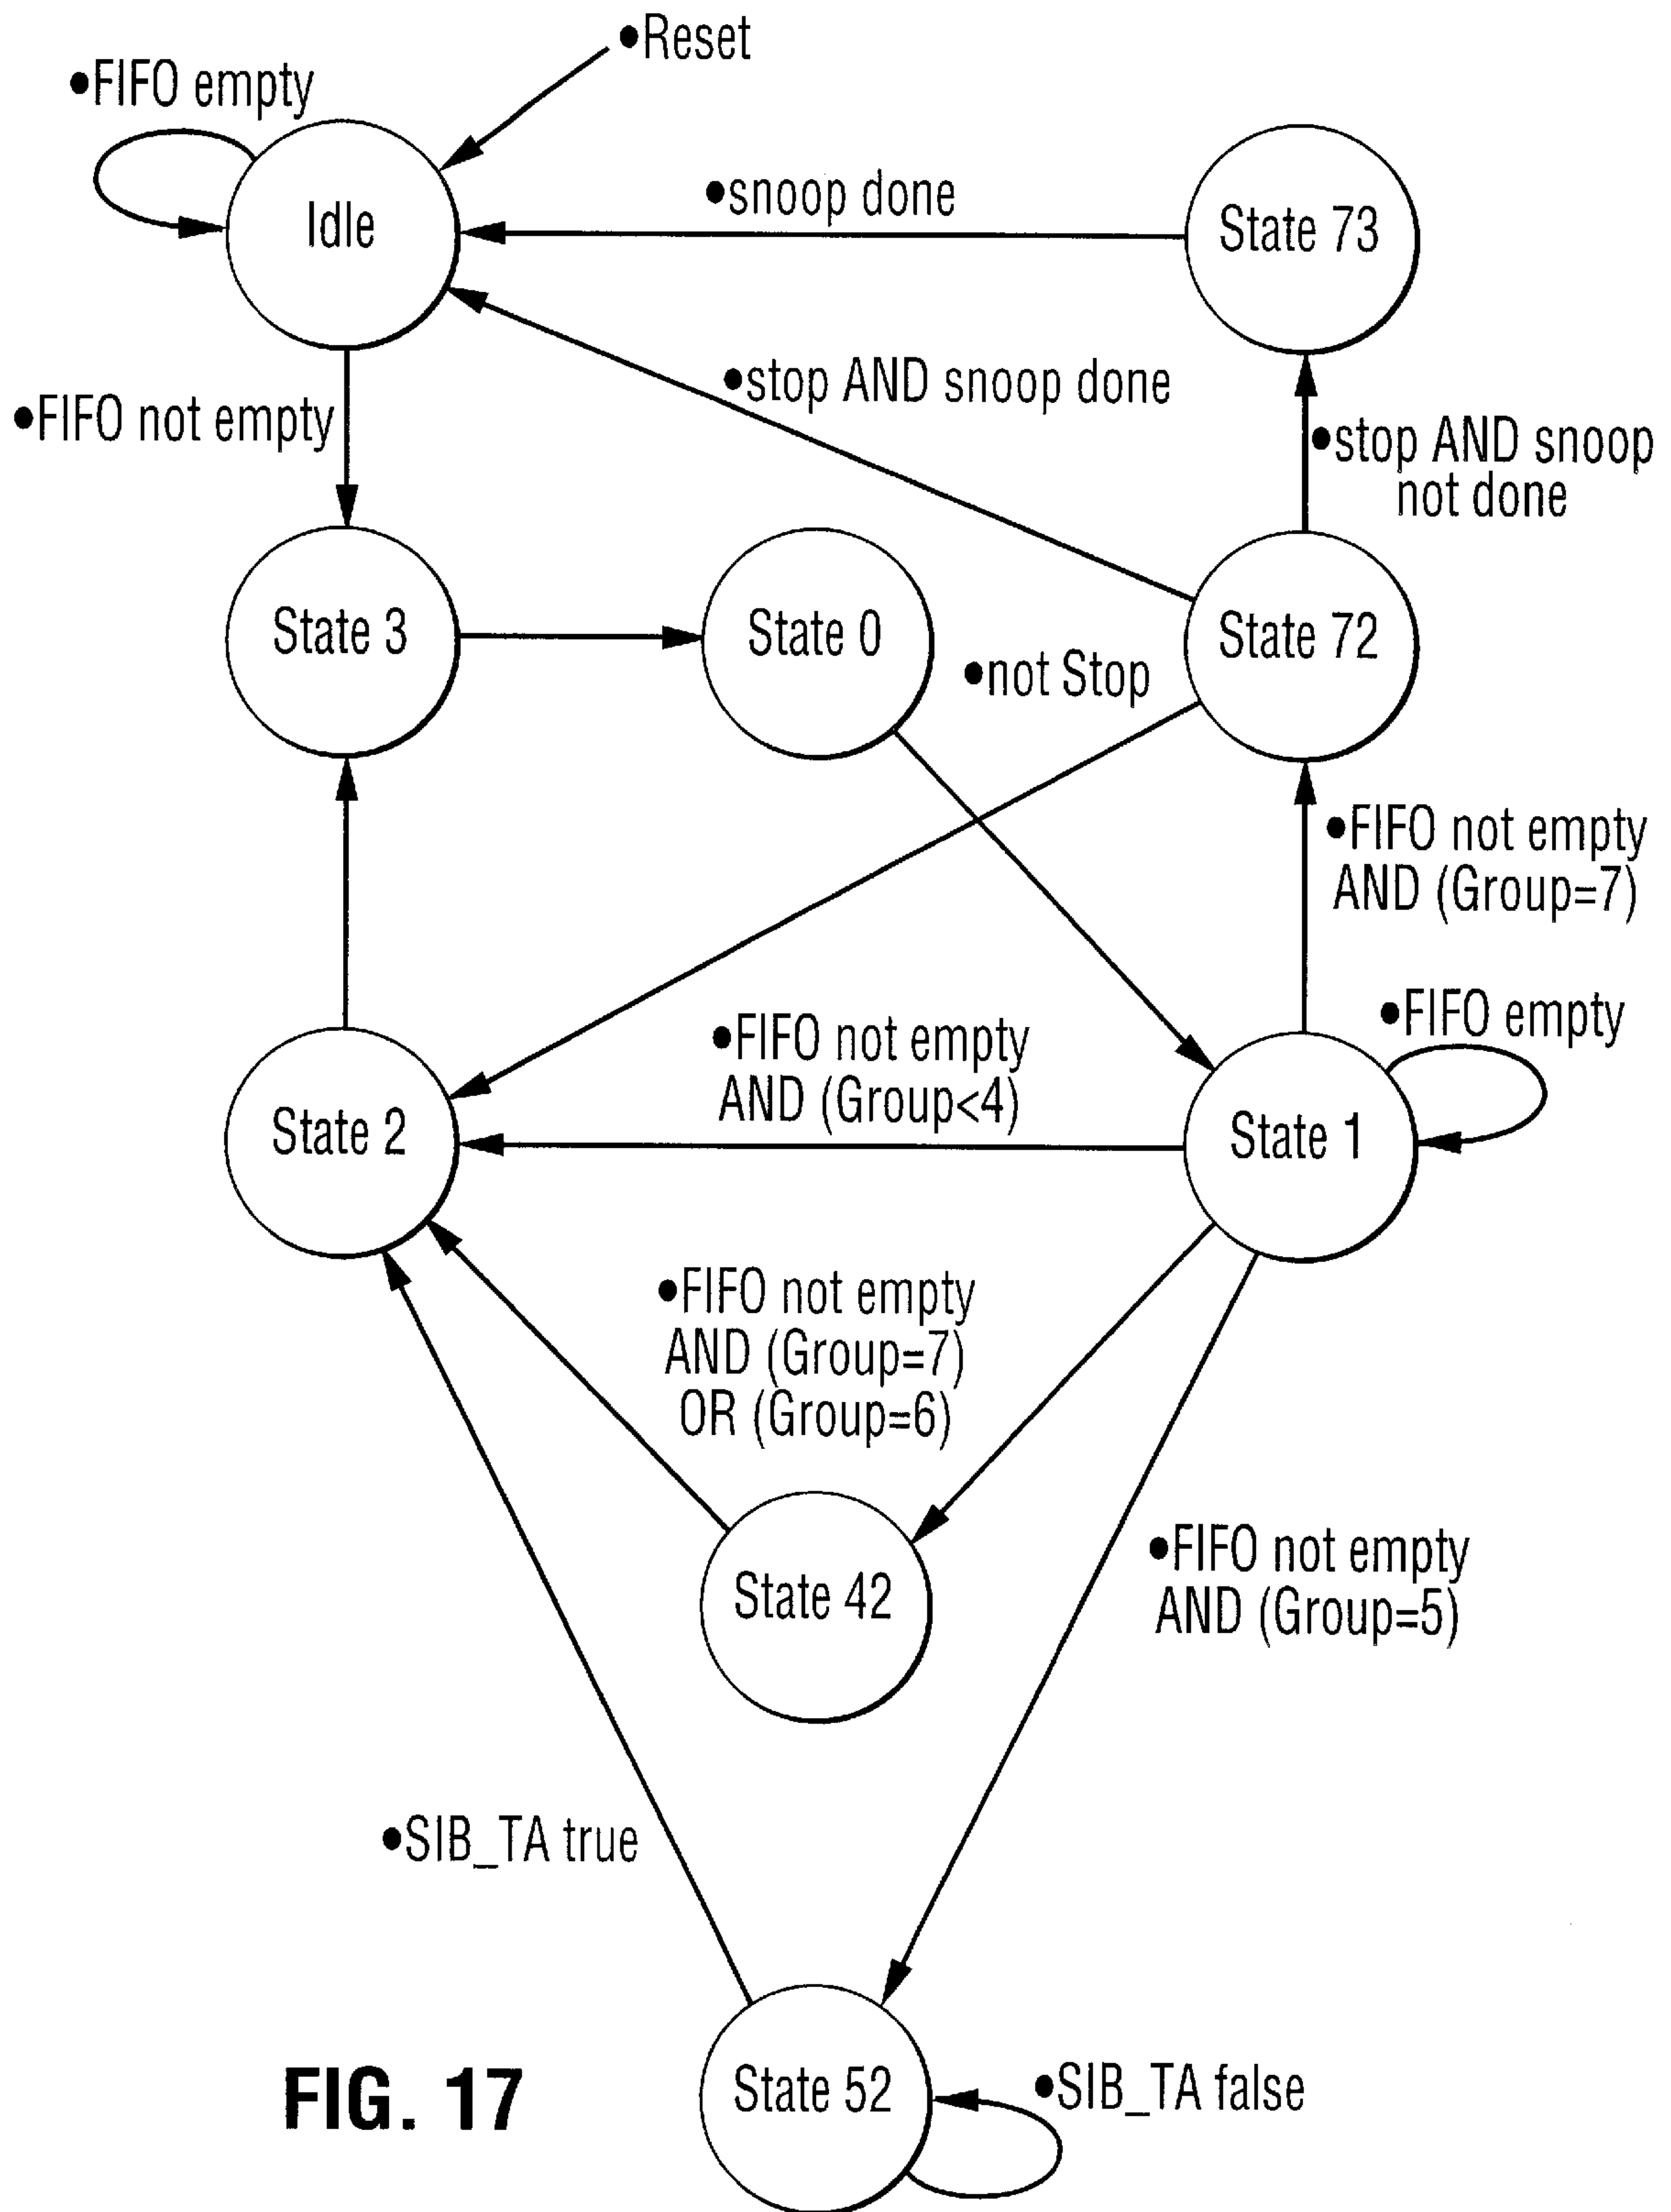 •Reset
•FIFO empty
Idle
•snoop done
State 73
•stop AND snoop done
•FIFO not empty
•stop AND snoop
not done
State 3
State 0
State 72
•not Stop
•FIFO not empty
AND (Group=7)
•FIFO empty
•FIFO not empty
AND (Group<4)
State 2
State 1
•FIFO not empty
AND (Group=7)
OR (Group=6)
•FIFO not empty
AND (Group=5)
State 42
•SIB_TA true
FIG. 17
State 52
•SIB_TA false